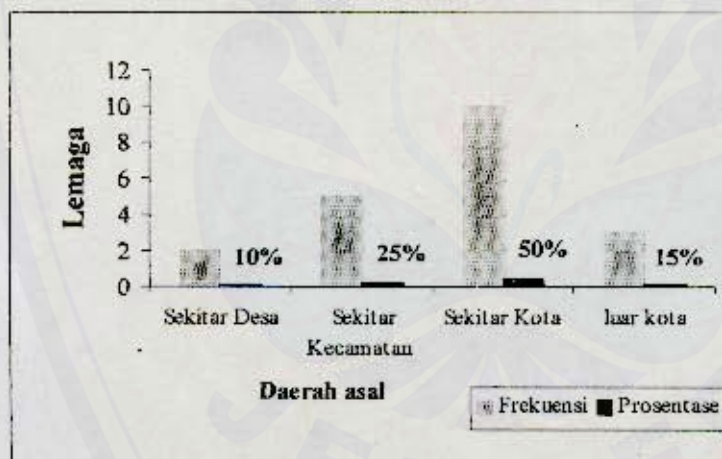 12
10
8
6
4
2
0
Lemaga
10%
25%
50%
15%
Sekitar Desa
Sekitar
Kecamatan
Sekitar Kota
luar kota
Daerah asal
Frekuensi
Prosentase